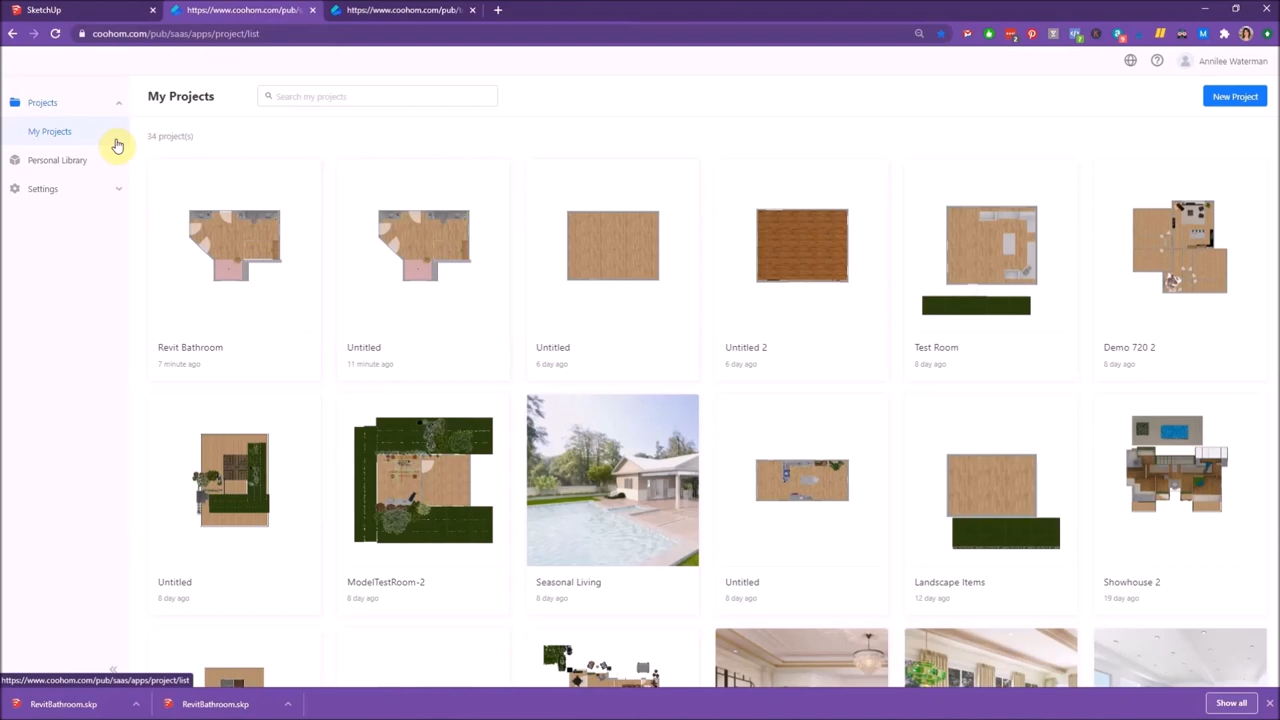 SketchUp
https://www.coohom.com/pub/
https://www.coohom.com/pub/
coohom.com/pub/saas/apps/project/list
Annilee Waterman
Projects
My Projects
Personal Library
Settings
My Projects
Search my projects
New Project
34 project(s)
Revit Bathroom
7 minute ago
Untitled
11 minute ago
Untitled
6 day ago
Untitled 2
6 day ago
Test Room
8 day ago
Demo 720 2
8 day ago
Untitled
8 day ago
ModelTestRoom-2
8 day ago
Seasonal Living
8 day ago
Untitled
8 day ago
Landscape Items
12 day ago
Showhouse 2
19 day ago
https://www.coohom.com/pub/saas/apps/project/list
RevitBathroom.skp
RevitBathroom.skp
Show all